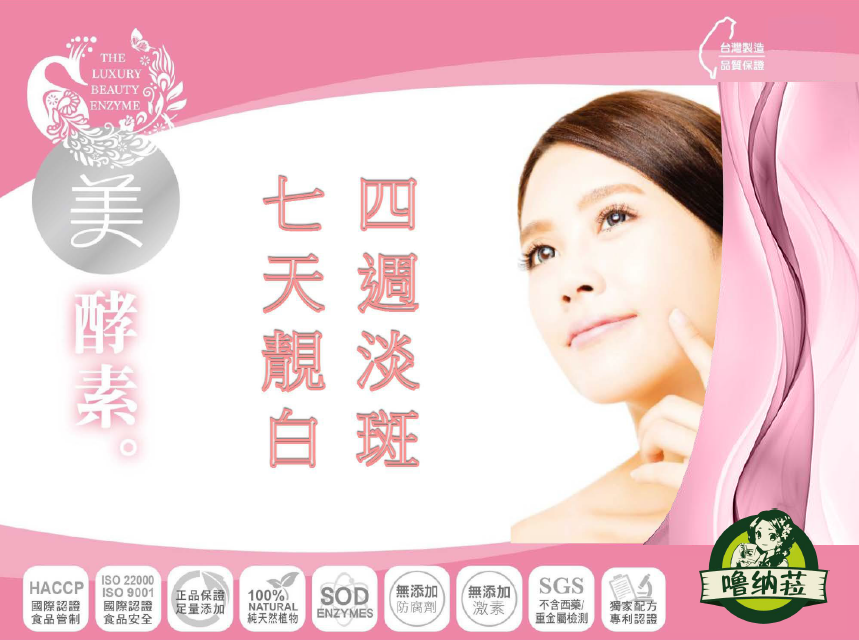 THE
LUXURY
BEAUTY
ENZYME
美
酵素。
台灣製造
品質保證
四週淡斑
七天靚白
HACCP
國際認證
食品管制
ISO 22000
ISO 9001
國際認證
食品安全
正品保證
足量添加
100%
NATURAL
純天然植物
SOD
ENZYMES
無添加
防腐劑
無添加
激素
SGS
不含西藥/
重金屬檢測
獨家配方
專利認證
噜纳菈